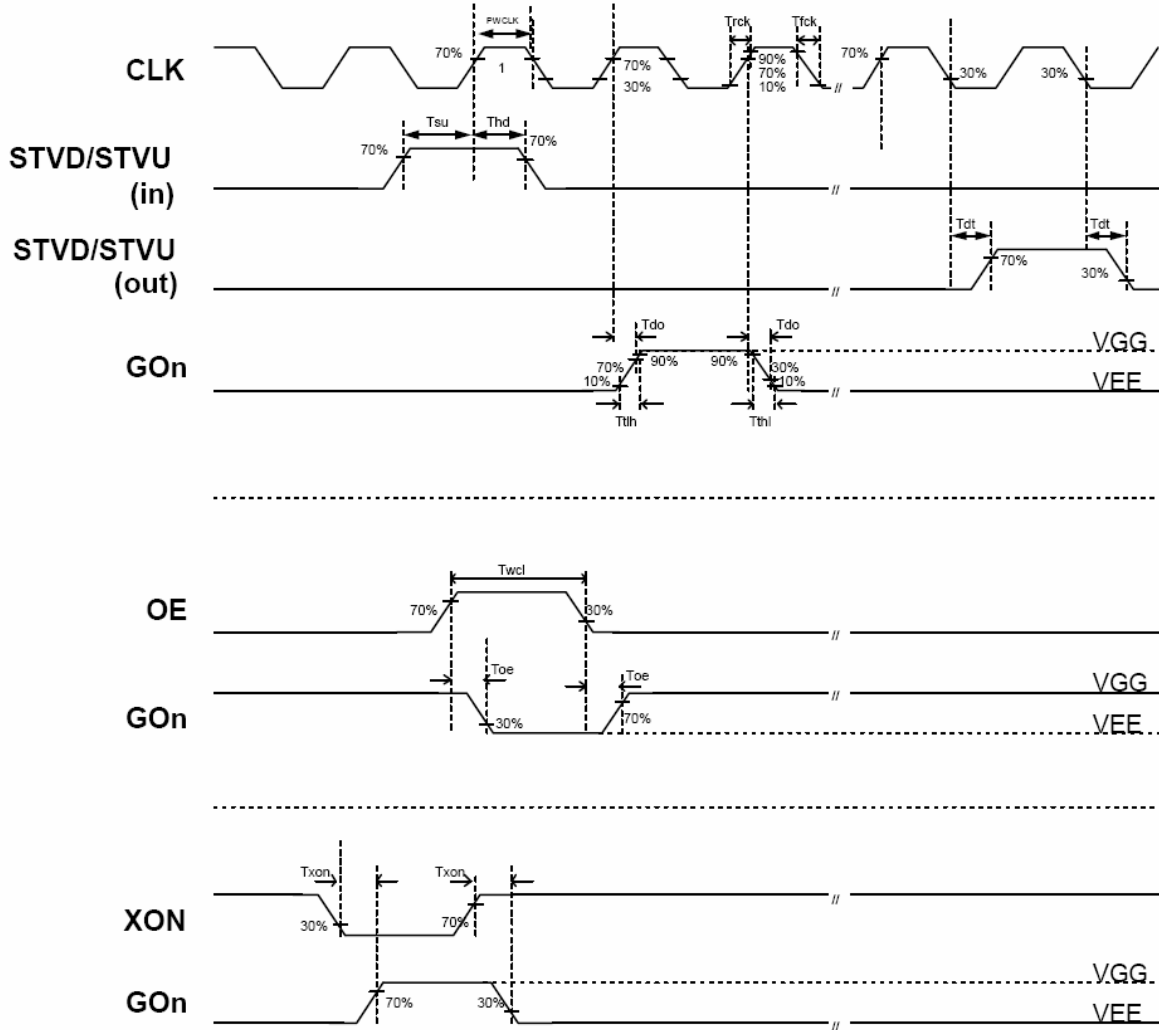 PWCLK
Trck
Tfck
CLK
70%
1
70%
30%
90%
70%
10%
70%
30%
30%
//
Tsu
Thd
STVD/STVU
(in)
70%
70%
//
STVD/STVU
(out)
Tdt
Tdt
70%
30%
//
Tdo
Tdo
GOn
VGG
70%
90%
90%
30%
10%
10%
VEE
//
Ttlh
Tthl
Twcl
OE
70%
30%
//
Toe
Toe
GOn
VGG
30%
70%
VEE
//
Txon
Txon
XON
30%
70%
//
GOn
VGG
70%
30%
VEE
//